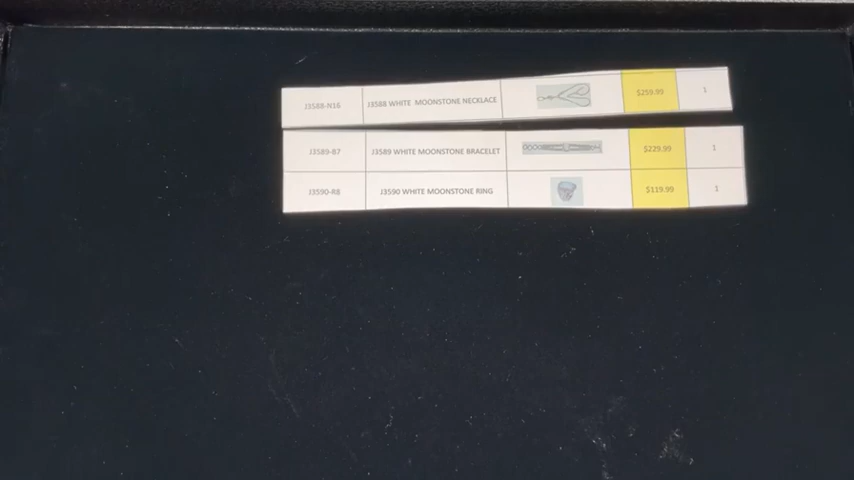 J3588-N16 J3588 WHITE MOONSTONE NECKLACE $259.99 1
J3589-B7 J3589 WHITE MOONSTONE BRACELET $229.99 1
J3590-R8 J3590 WHITE MOONSTONE RING $119.99 1